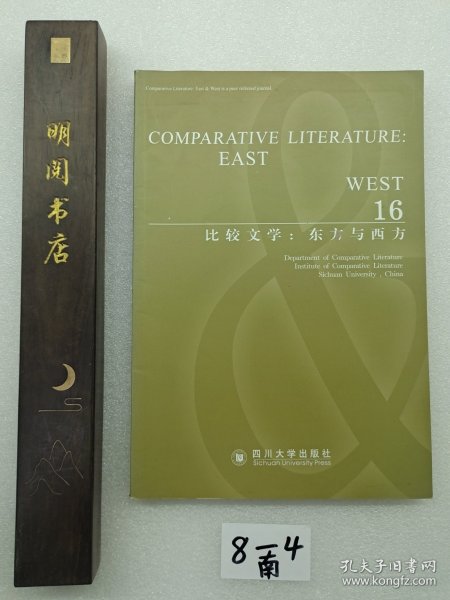 明阅书店
Comparative Literature: East & West is a peer refereed journal.
COMPARATIVE LITERATURE:
EAST
WEST
16
比较文学：东方与西方
Department of Comparative Literature
Institute of Comparative Literature
Sichuan University , China
四川大学出版社
Sichuan University Press
8南一4
孔夫子旧书网
www.kongfz.com